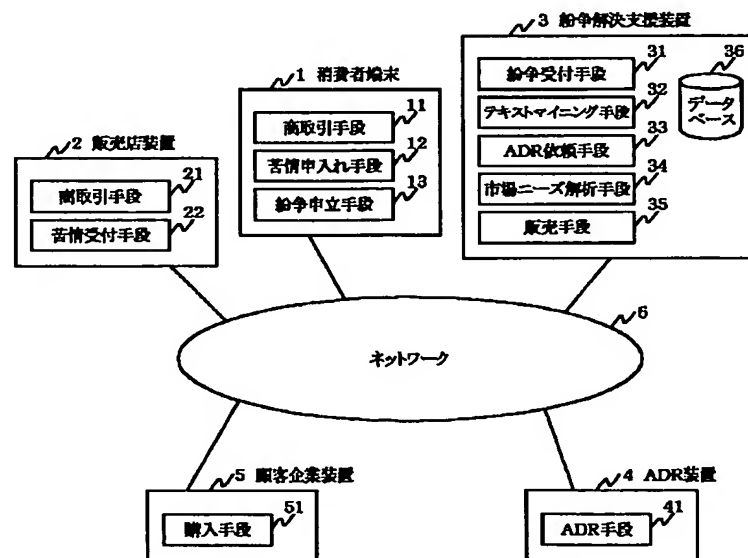 3 紛争解決支援装置
31
36
紛争受付手段
32
テキストマイニング手段
データ
ベース
33
ADR依頼手段
34
市場ニーズ解析手段
35
販売手段
1 消費者端末
11
商取引手段
12
苦情申入れ手段
13
紛争申立手段
2 販売店装置
21
商取引手段
22
苦情受付手段
6
ネットワーク
5 顧客企業装置
51
購入手段
4 ADR装置
41
ADR手段